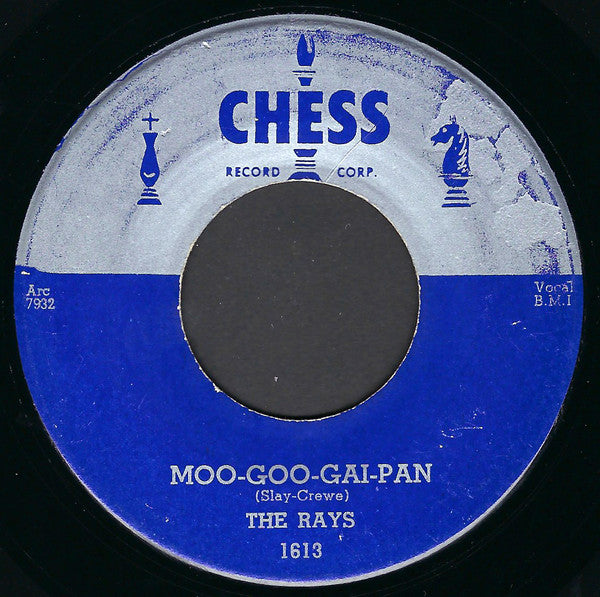 CHESS
RECORD CORP.
Arc
7932
Vocal
B.M.I
MOO-GOO-GAI-PAN
(Slay-Crewe)
THE RAYS
1613